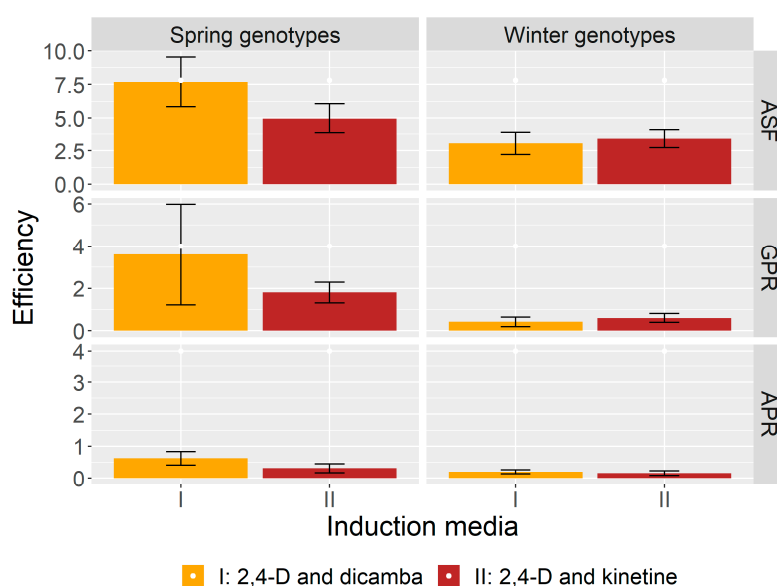 Spring genotypes Winter genotypes
10.0
7.5
5.0
2.5
0.0
ASF
6
4
2
0
GPR
4
3
2
1
0
APR
Efficiency
I II I II
Induction media
I: 2,4-D and dicamba II: 2,4-D and kinetine